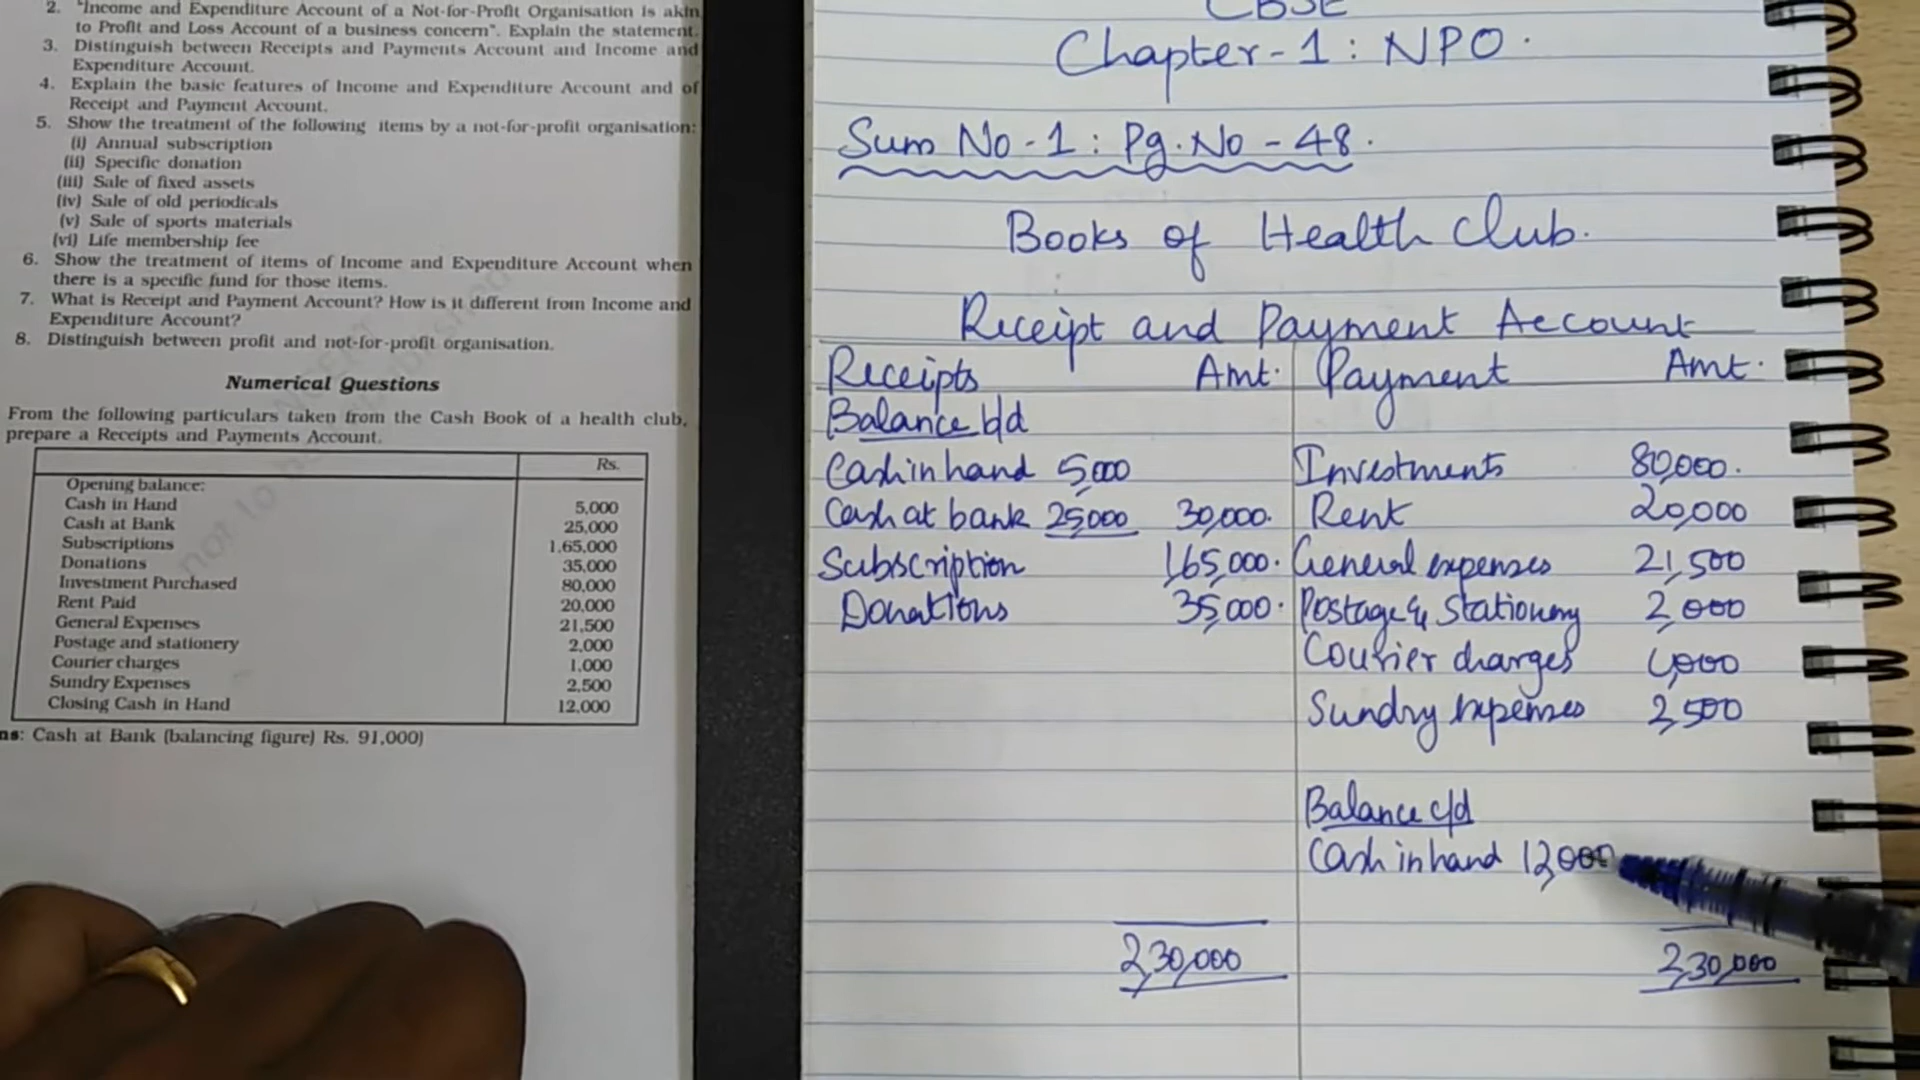 2. "Income and Expenditure Account of a Not-for-Profit Organisation is akin
to Profit and Loss Account of a business concern". Explain the statement.
3. Distinguish between Receipts and Payments Account and Income and
Expenditure Account.
4. Explain the basic features of Income and Expenditure Account and of
Receipt and Payment Account.
5. Show the treatment of the following items by a not-for-profit organisation:
(i) Annual subscription
(ii) Specific donation
(iii) Sale of fixed assets
(iv) Sale of old periodicals
(v) Sale of sports materials
(vi) Life membership fee
6. Show the treatment of items of Income and Expenditure Account when
there is a specific fund for those items.
7. What is Receipt and Payment Account? How is it different from Income and
Expenditure Account?
8. Distinguish between profit and not-for-profit organisation.
Numerical Questions
From the following particulars taken from the Cash Book of a health club,
prepare a Receipts and Payments Account.
Rs.
Opening balance:
Cash in Hand 5,000
Cash at Bank 25,000
Subscriptions 1,65,000
Donations 35,000
Investment Purchased 80,000
Rent Paid 20,000
General Expenses 21,500
Postage and stationery 2,000
Courier charges 1,000
Sundry Expenses 2,500
Closing Cash in Hand 12,000
ns: Cash at Bank (balancing figure) Rs. 91,000)
CBSE
Chapter-1: NPO.
Sum No-1: Pg.No-48.
Books of Health Club.
Receipt and Payment Account
Receipts Amt. Payment Amt.
Balance b/d
Cash in hand 5,000 Investments 80,000.
Cash at bank 25,000 30,000. Rent 20,000
Subscription 1,65,000. General expenses 21,500
Donations 35,000. Postage & Stationery 2,000
Courier charges 1,000
Sundry expenses 2,500
Balance c/d
Cash in hand 12,000
2,30,000 2,30,000